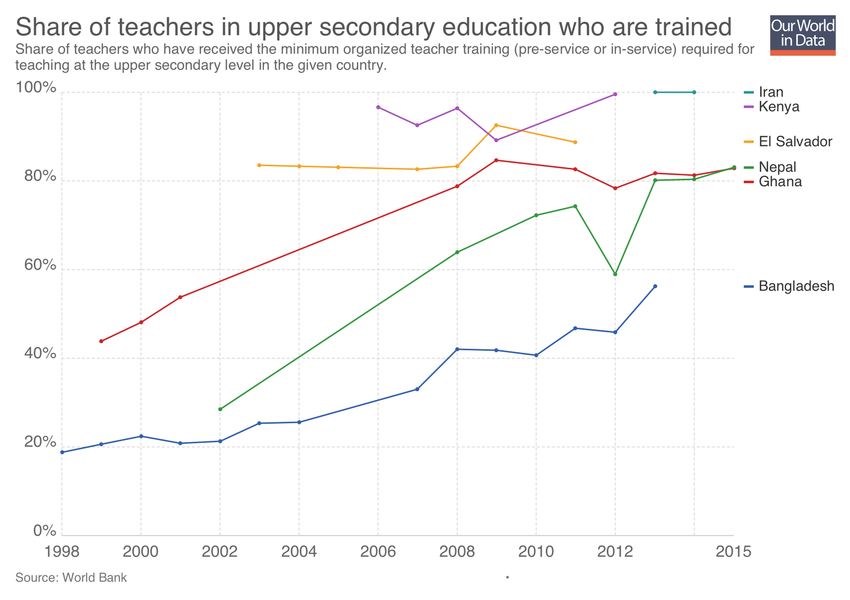 Share of teachers in upper secondary education who are trained
Our World
in Data
Share of teachers who have received the minimum organized teacher training (pre-service or in-service) required for
teaching at the upper secondary level in the given country.
100%
80%
60%
40%
20%
0%
Iran
Kenya
El Salvador
Nepal
Ghana
Bangladesh
1998 2000 2002 2004 2006 2008 2010 2012 2015
Source: World Bank